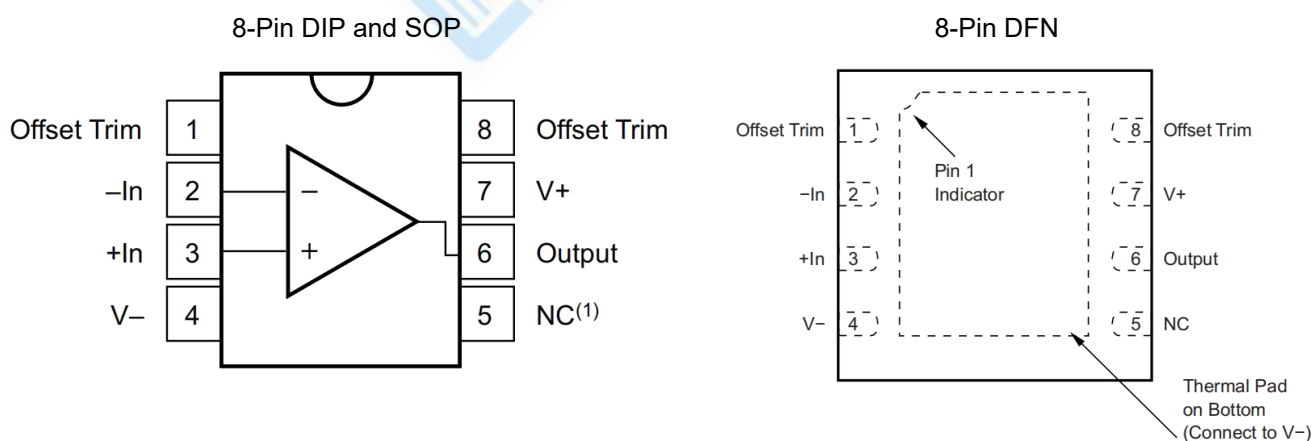 8-Pin DIP and SOP
Offset Trim 1
–In 2
+In 3
V– 4
8 Offset Trim
7 V+
6 Output
5 NC(1)
−
+
8-Pin DFN
Offset Trim 1
−In 2
+In 3
V− 4
8 Offset Trim
7 V+
6 Output
5 NC
Pin 1
Indicator
Thermal Pad
on Bottom
(Connect to V−)